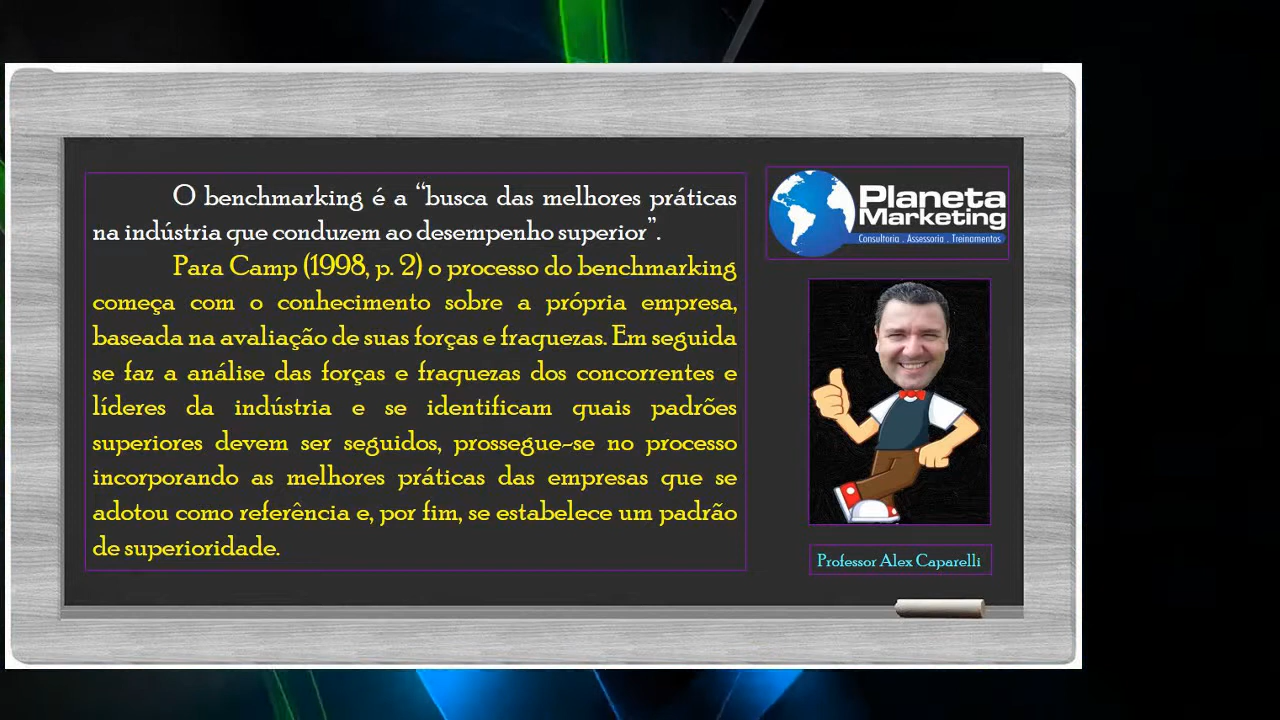 O benchmarking é a “busca das melhores práticas
na indústria que conduzem ao desempenho superior”.
Para Camp (1998, p. 2) o processo do benchmarking
começa com o conhecimento sobre a própria empresa,
baseada na avaliação de suas forças e fraquezas. Em seguida
se faz a análise das forças e fraquezas dos concorrentes e
líderes da indústria e se identificam quais padrões
superiores devem ser seguidos, prossegue-se no processo
incorporando as melhores práticas das empresas que se
adotou como referência e, por fim, se estabelece um padrão
de superioridade.
Planeta
Marketing
Consultoria . Assessoria . Treinamentos
Professor Alex Caparelli